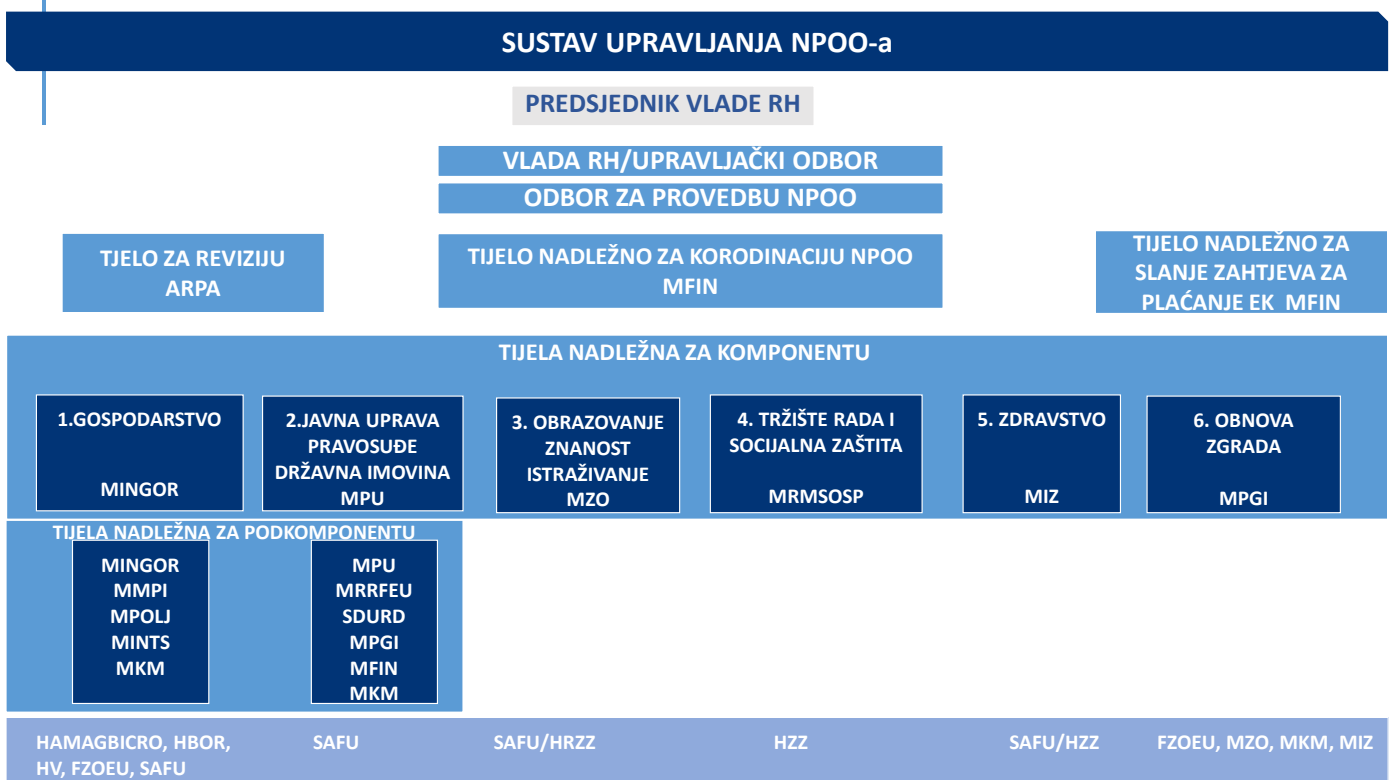 SUSTAV UPRAVLJANJA NPOO-a
PREDSJEDNIK VLADE RH
VLADA RH/UPRAVLJAČKI ODBOR
ODBOR ZA PROVEDBU NPOO
TJELO ZA REVIZIJU
ARPA
TIJELO NADLEŽNO ZA KORODINACIJU NPOO
MFIN
TIJELO NADLEŽNO ZA
SLANJE ZAHTJEVA ZA
PLAĆANJE EK MFIN
TIJELA NADLEŽNA ZA KOMPONENTU
1.GOSPODARSTVO
MINGOR
2.JAVNA UPRAVA
PRAVOSUĐE
DRŽAVNA IMOVINA
MPU
3. OBRAZOVANJE
ZNANOST
ISTRAŽIVANJE
MZO
4. TRŽIŠTE RADA I
SOCIJALNA ZAŠTITA
MRMSOSP
5. ZDRAVSTVO
MIZ
6. OBNOVA
ZGRADA
MPGI
TIJELA NADLEŽNA ZA PODKOMPONENTU
MINGOR
MMPI
MPOLJ
MINTS
MKM
MPU
MRRFEU
SDURD
MPGI
MFIN
MKM
HAMAGBICRO, HBOR,
HV, FZOEU, SAFU
SAFU
SAFU/HRZZ
HZZ
SAFU/HZZ
FZOEU, MZO, MKM, MIZ